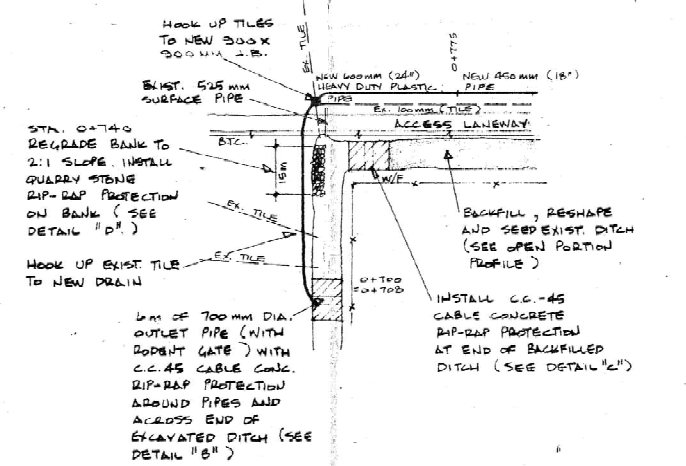 HOOK UP TILES
TO NEW 900 X
900 MM J.B.
EX. TILE
0+775
EXIST. 525 mm
SURFACE PIPE
NEW 600MM (24")
HEAVY DUTY PLASTIC
PIPE
NEW 450 MM (18")
PIPE
EX. 100MM (TILE)
ACCESS LANEWAY
B.T.C.
STA. 0+740
REGRADE BANK TO
2:1 SLOPE. INSTALL
QUARRY STONE
RIP-RAP PROTECTION
ON BANK (SEE
DETAIL "D".)
15m
W/F
EX. TILE
HOOK UP EXIST. TILE
TO NEW DRAIN
EX. TILE
BACKFILL, RESHAPE
AND SEED EXIST. DITCH
(SEE OPEN PORTION
PROFILE)
0+700
=0+708
6m OF 700 mm DIA.
OUTLET PIPE (WITH
RODENT GATE) WITH
C.C.45 CABLE CONC.
RIP-RAP PROTECTION
AROUND PIPES AND
ACROSS END OF
EXCAVATED DITCH (SEE
DETAIL "B")
INSTALL C.C.-45
CABLE CONCRETE
RIP-RAP PROTECTION
AT END OF BACKFILLED
DITCH (SEE DETAIL "C")